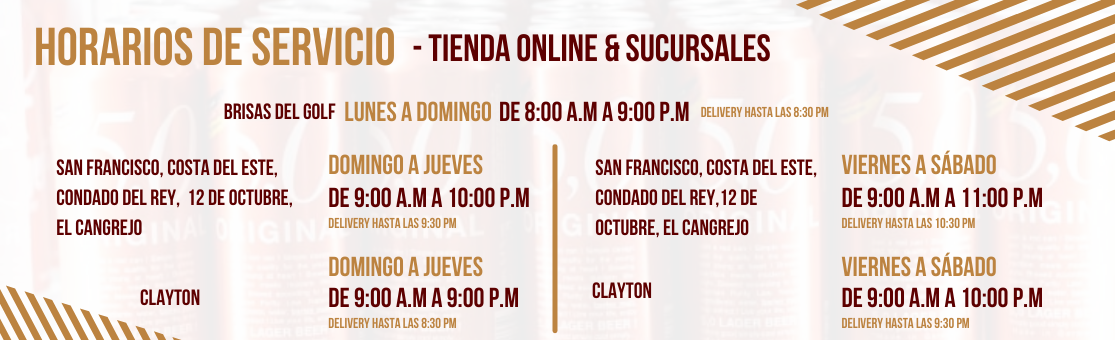 HORARIOS DE SERVICIO - TIENDA ONLINE & SUCURSALES
BRISAS DEL GOLF LUNES A DOMINGO DE 8:00 A.M A 9:00 P.M DELIVERY HASTA LAS 8:30 PM
SAN FRANCISCO, COSTA DEL ESTE,
CONDADO DEL REY, 12 DE OCTUBRE,
EL CANGREJO
DOMINGO A JUEVES
DE 9:00 A.M A 10:00 P.M
DELIVERY HASTA LAS 9:30 PM
CLAYTON
DOMINGO A JUEVES
DE 9:00 A.M A 9:00 P.M
DELIVERY HASTA LAS 8:30 PM
SAN FRANCISCO, COSTA DEL ESTE,
CONDADO DEL REY,12 DE
OCTUBRE, EL CANGREJO
VIERNES A SÁBADO
DE 9:00 A.M A 11:00 P.M
DELIVERY HASTA LAS 10:30 PM
CLAYTON
VIERNES A SÁBADO
DE 9:00 A.M A 10:00 P.M
DELIVERY HASTA LAS 9:30 PM